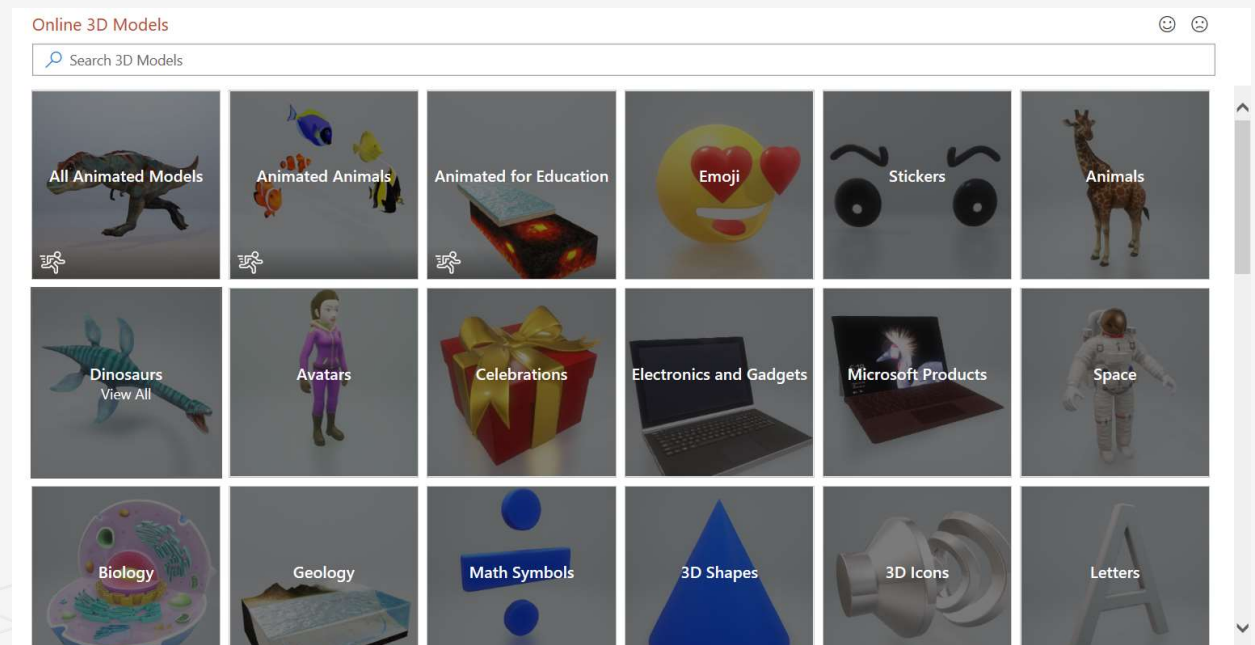 Online 3D Models
Search 3D Models
All Animated Models
Animated Animals
Animated for Education
Emoji
Stickers
Animals
Dinosaurs
View All
Avatars
Celebrations
Electronics and Gadgets
Microsoft Products
Space
Biology
Geology
Math Symbols
3D Shapes
3D Icons
Letters